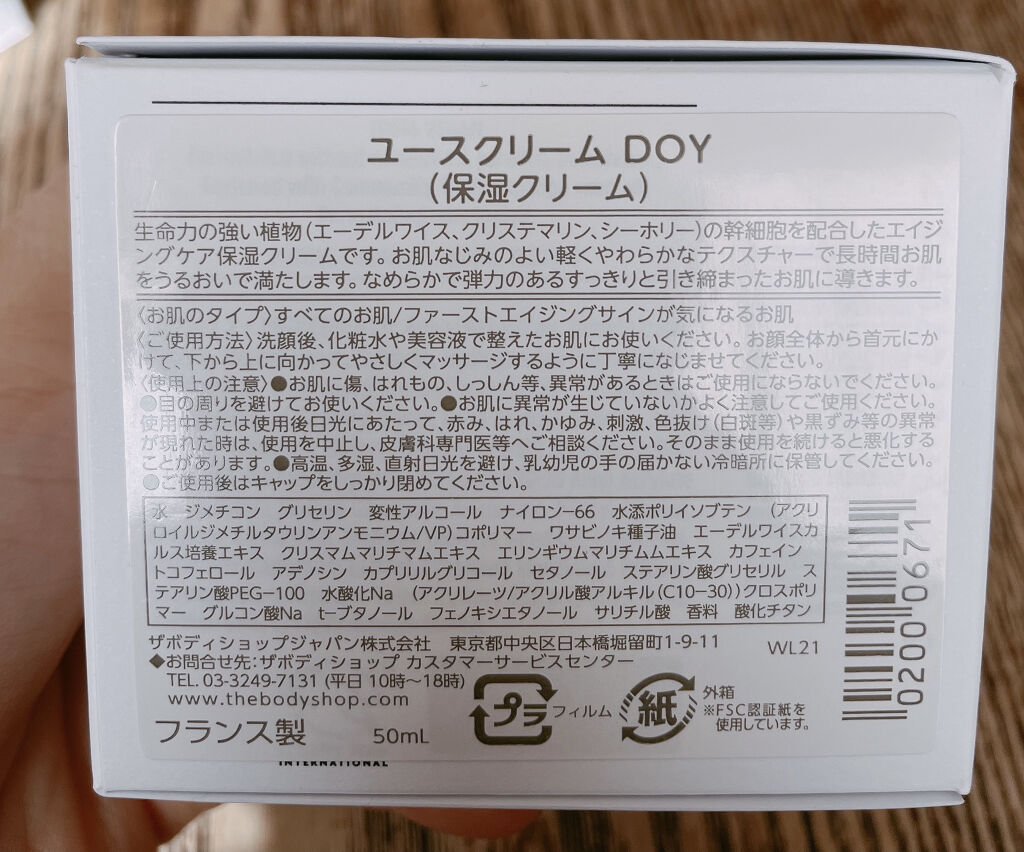 ユースクリーム DOY
(保湿クリーム)
生命力の強い植物(エーデルワイス、クリステマリン、シーホリー)の幹細胞を配合したエイジ
ングケア保湿クリームです。お肌なじみのよい軽くやわらかなテクスチャーで長時間お肌
をうるおいで満たします。なめらかで弾力のあるすっきりと引き締まったお肌に導きます。
〈お肌のタイプ〉すべてのお肌/ファーストエイジングサインが気になるお肌
〈ご使用方法〉洗顔後、化粧水や美容液で整えたお肌にお使いください。お顔全体から首元にか
けて、下から上に向かってやさしくマッサージするように丁寧になじませてください。
〈使用上の注意〉●お肌に傷、はれもの、しっしん等、異常があるときはご使用にならないでください。
●目の周りを避けてお使いください。●お肌に異常が生じていないかよく注意してご使用ください。
使用中または使用後日光にあたって、赤み、はれ、かゆみ、刺激、色抜け(白斑等)や黒ずみ等の異常
が現れた時は、使用を中止し、皮膚科専門医等へご相談ください。そのまま使用を続けると悪化する
ことがあります。●高温、多湿、直射日光を避け、乳幼児の手の届かない冷暗所に保管してください。
●ご使用後はキャップをしっかり閉めてください。
水 ジメチコン グリセリン 変性アルコール ナイロン−66 水添ポリイソブテン (アクリ
ロイルジメチルタウリンアンモニウム/VP)コポリマー ワサビノキ種子油 エーデルワイスカ
ルス培養エキス クリスマムマリチマムエキス エリンギウムマリチムムエキス カフェイン
トコフェロール アデノシン カプリリルグリコール セタノール ステアリン酸グリセリル ス
テアリン酸PEG−100 水酸化Na (アクリレーツ/アクリル酸アルキル(C10−30))クロスポリ
マー グルコン酸Na t−ブタノール フェノキシエタノール サリチル酸 香料 酸化チタン
ザボディショップジャパン株式会社 東京都中央区日本橋堀留町1-9-11 WL21
◆お問合せ先:ザボディショップ カスタマーサービスセンター
TEL. 03-3249-7131 (平日 10時〜18時)
www.thebodyshop.com
フランス製 50mL
プラ フィルム
紙 外箱
※FSC認証紙を
使用しています。
02000671
INTERNATIONAL